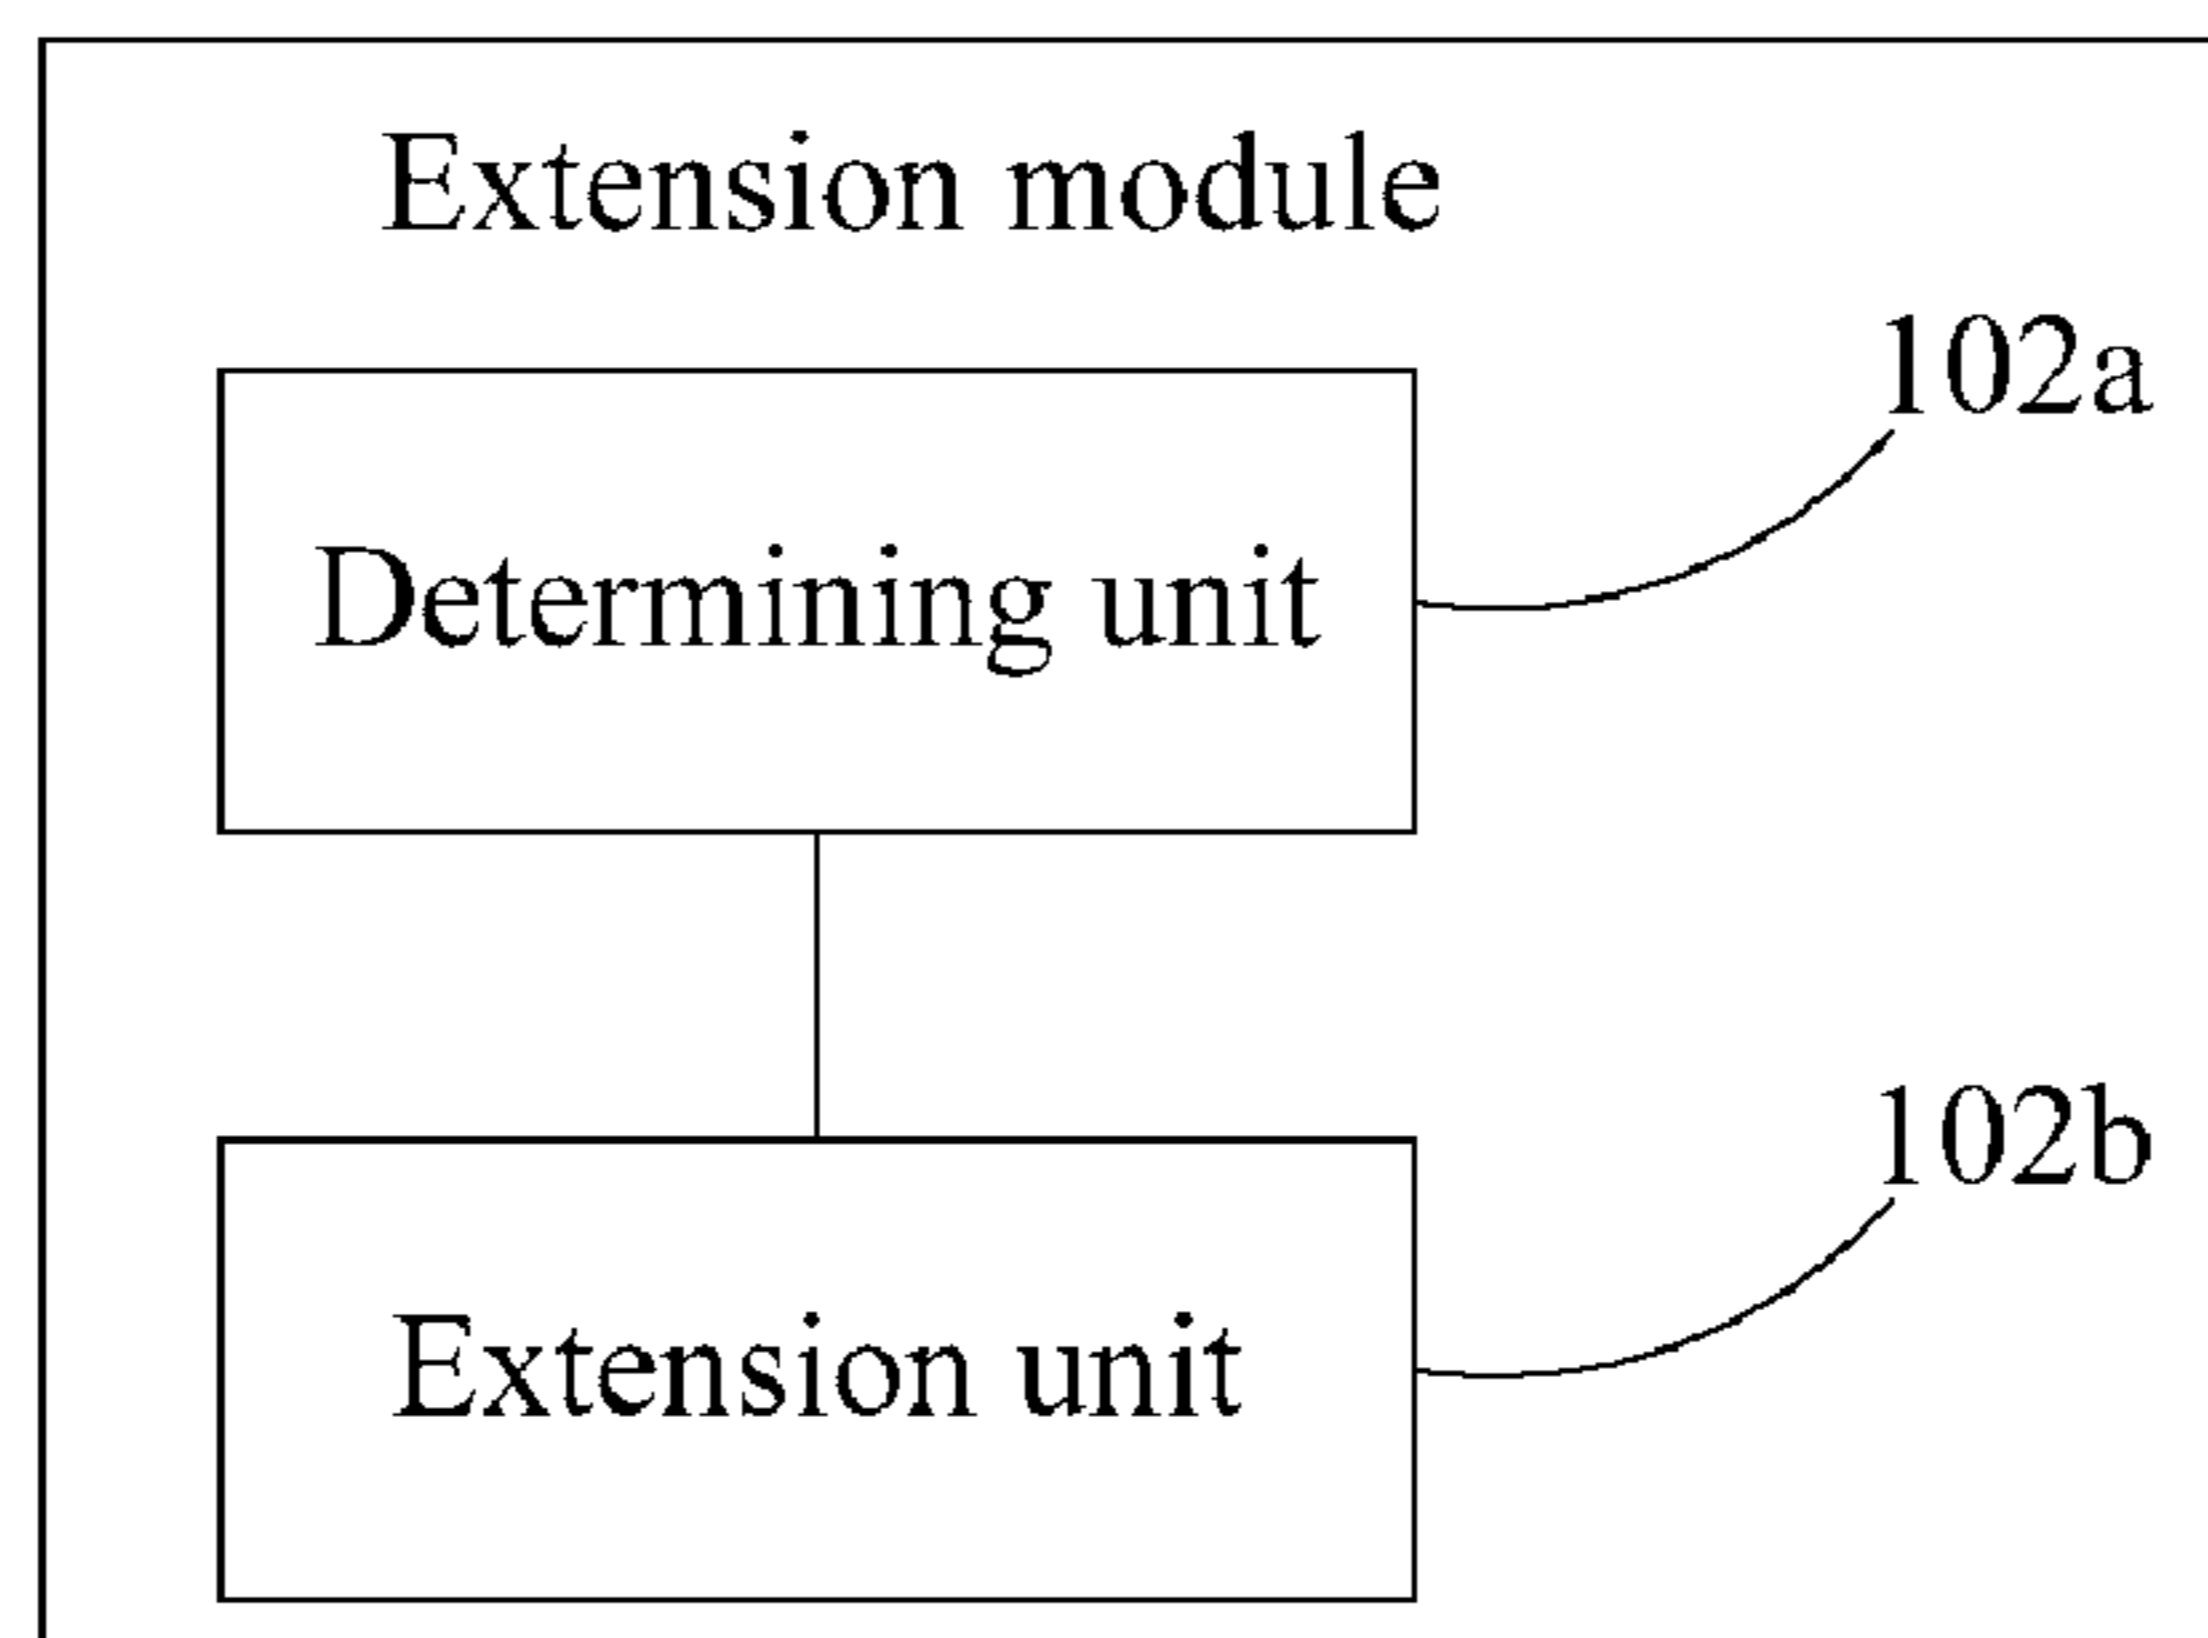 Extension module
102a
Determining unit
102b
Extension unit